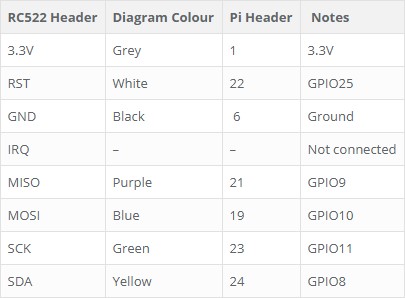 RC522 Header Diagram Colour Pi Header Notes
3.3V Grey 1 3.3V
RST White 22 GPIO25
GND Black 6 Ground
IRQ – – Not connected
MISO Purple 21 GPIO9
MOSI Blue 19 GPIO10
SCK Green 23 GPIO11
SDA Yellow 24 GPIO8